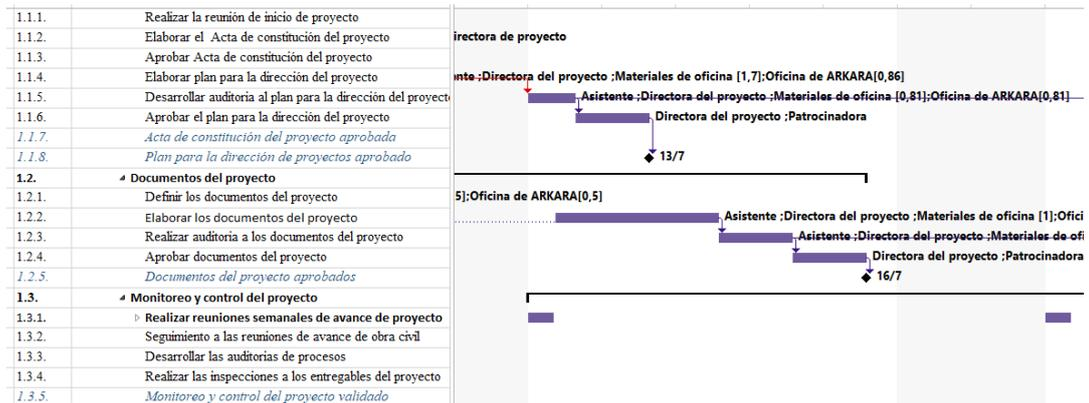 1.1.1. Realizar la reunión de inicio de proyecto
1.1.2. Elaborar el Acta de constitución del proyecto irectora de proyecto
1.1.3. Aprobar Acta de constitución del proyecto
1.1.4. Elaborar plan para la dirección del proyecto nte ;Directora del proyecto ;Materiales de oficina [1,7];Oficina de ARKARA[0,86]
1.1.5. Desarrollar auditoria al plan para la dirección del proyecto Asistente ;Directora del proyecto ;Materiales de oficina [0,81];Oficina de ARKARA[0,81]
1.1.6. Aprobar el plan para la dirección del proyecto Directora del proyecto ;Patrocinadora
1.1.7. Acta de constitución del proyecto aprobada
1.1.8. Plan para la dirección de proyectos aprobado 13/7
1.2. Documentos del proyecto
1.2.1. Definir los documentos del proyecto 5];Oficina de ARKARA[0,5]
1.2.2. Elaborar los documentos del proyecto Asistente ;Directora del proyecto ;Materiales de oficina [1];Ofici
1.2.3. Realizar auditoria a los documentos del proyecto Asistente ;Directora del proyecto ;Materiales de ofi
1.2.4. Aprobar documentos del proyecto Directora del proyecto ;Patrocinadora
1.2.5. Documentos del proyecto aprobados 16/7
1.3. Monitoreo y control del proyecto
1.3.1. Realizar reuniones semanales de avance de proyecto
1.3.2. Seguimiento a las reuniones de avance de obra civil
1.3.3. Desarrollar las auditorias de procesos
1.3.4. Realizar las inspecciones a los entregables del proyecto
1.3.5. Monitoreo y control del proyecto validado